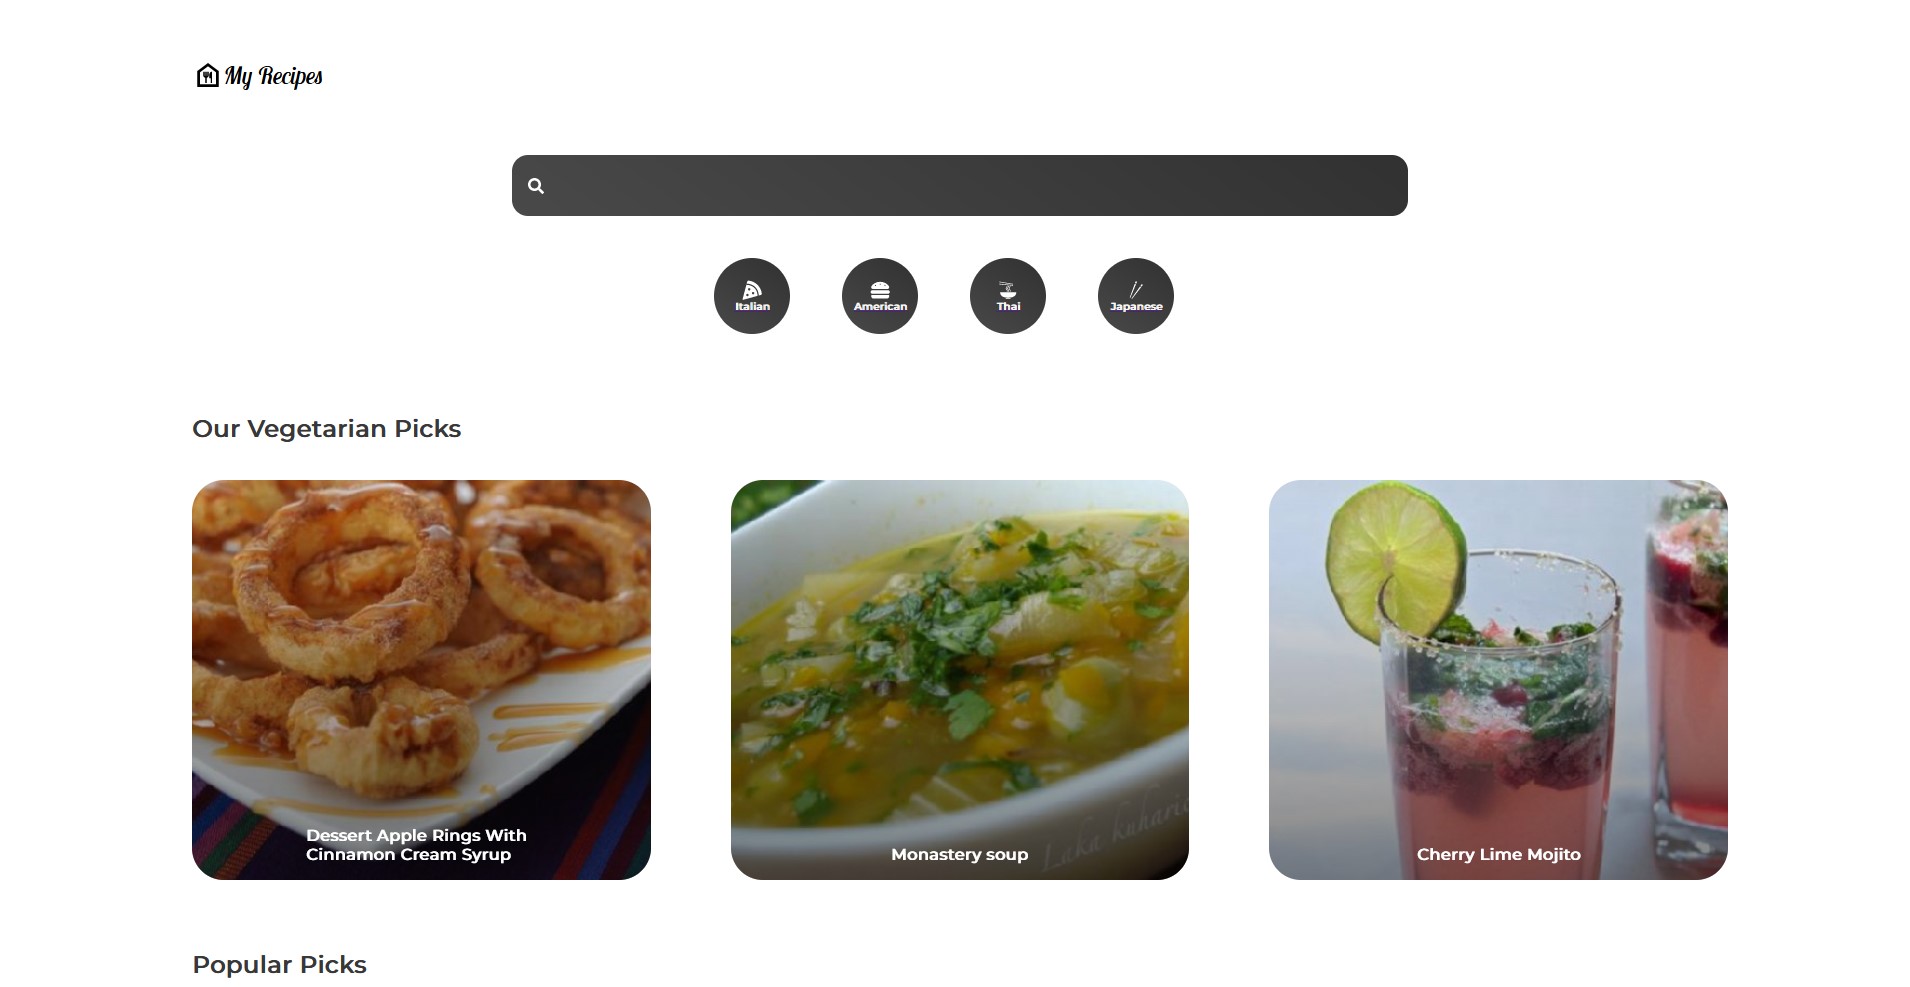 My Recipes
Italian
American
Thai
Japanese
Our Vegetarian Picks
Dessert Apple Rings With
Cinnamon Cream Syrup
Monastery soup
Cherry Lime Mojito
Popular Picks